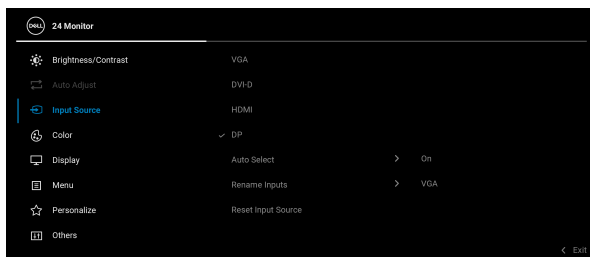 DELL 24 Monitor
Brightness/Contrast VGA
Auto Adjust DVI-D
Input Source HDMI
Color DP
Display Auto Select On
Menu Rename Inputs VGA
Personalize Reset Input Source
Others
Exit